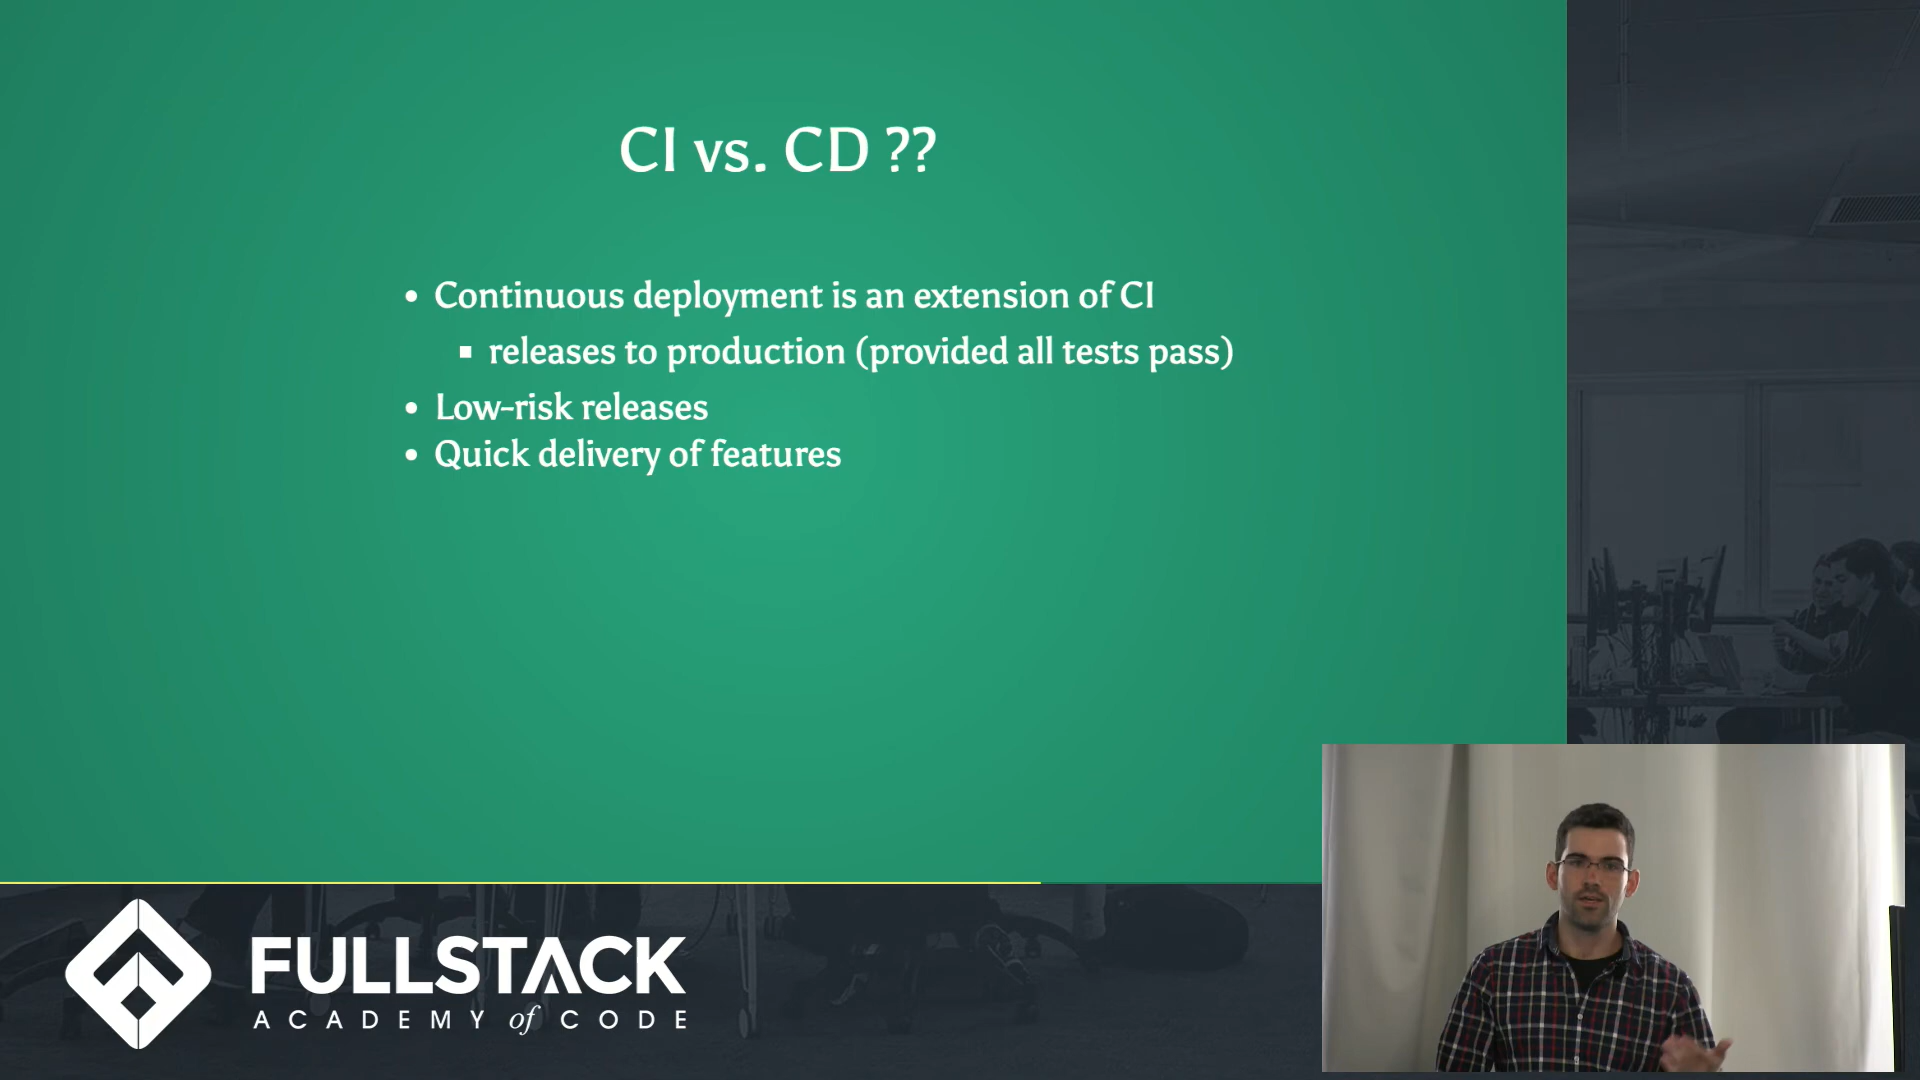 CI vs. CD ??
• Continuous deployment is an extension of CI
▪ releases to production (provided all tests pass)
• Low-risk releases
• Quick delivery of features
FULLSTACK
ACADEMY of CODE